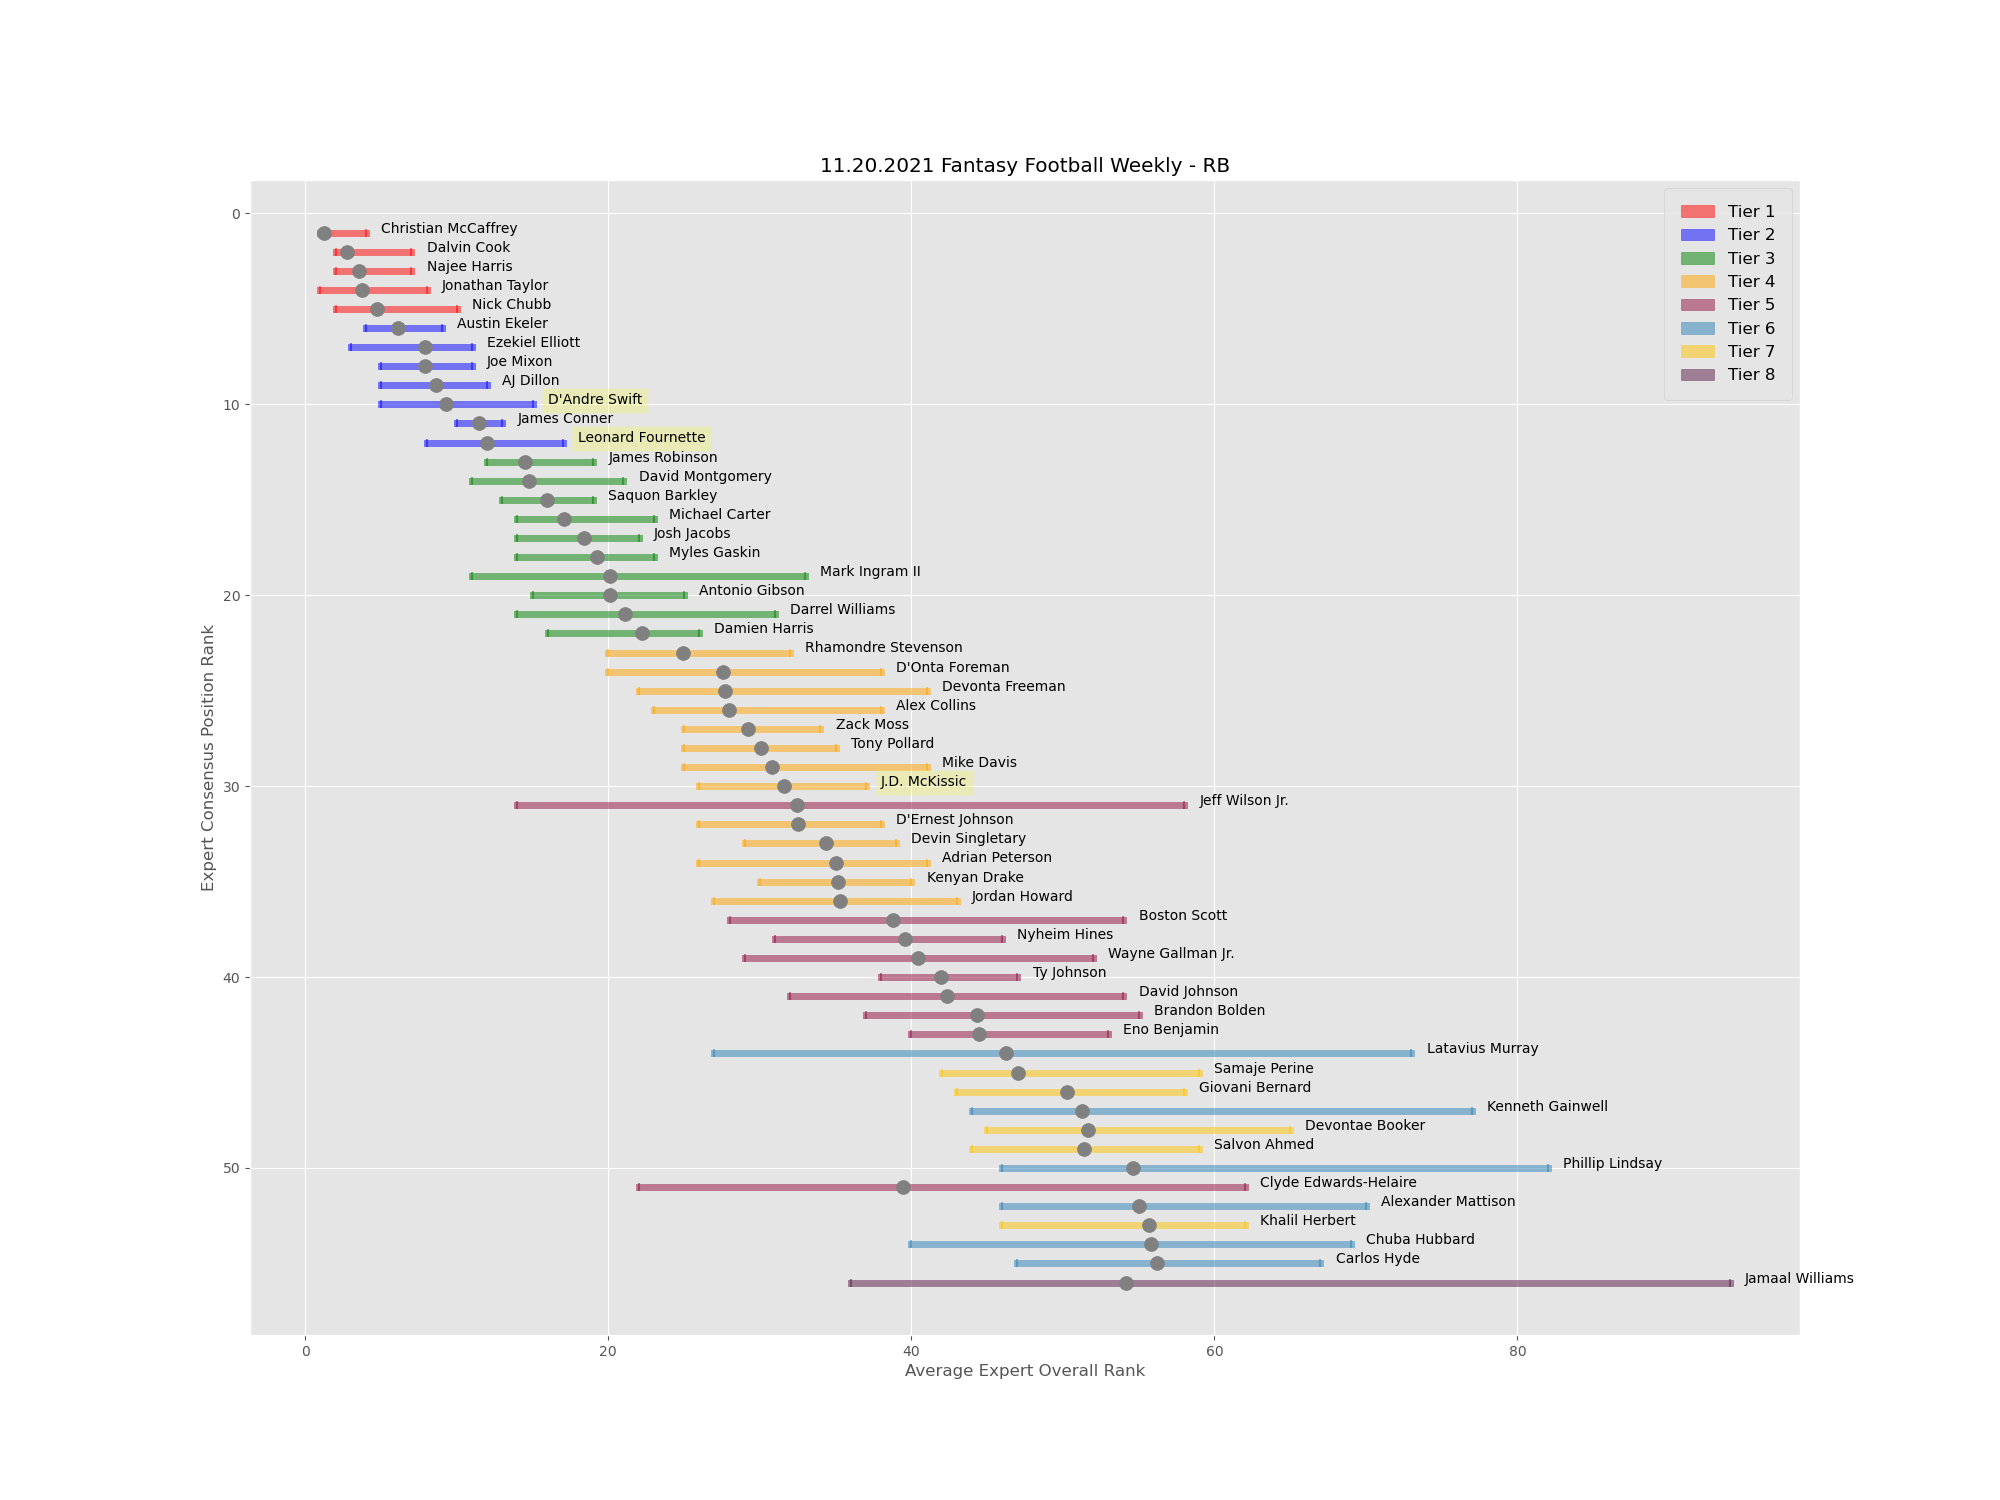 11.20.2021 Fantasy Football Weekly - RB
Tier 1
Tier 2
Tier 3
Tier 4
Tier 5
Tier 6
Tier 7
Tier 8
Expert Consensus Position Rank
0
10
20
30
40
50
Christian McCaffrey
Dalvin Cook
Najee Harris
Jonathan Taylor
Nick Chubb
Austin Ekeler
Ezekiel Elliott
Joe Mixon
AJ Dillon
D'Andre Swift
James Conner
Leonard Fournette
James Robinson
David Montgomery
Saquon Barkley
Michael Carter
Josh Jacobs
Myles Gaskin
Mark Ingram II
Antonio Gibson
Darrel Williams
Damien Harris
Rhamondre Stevenson
D'Onta Foreman
Devonta Freeman
Alex Collins
Zack Moss
Tony Pollard
Mike Davis
J.D. McKissic
Jeff Wilson Jr.
D'Ernest Johnson
Devin Singletary
Adrian Peterson
Kenyan Drake
Jordan Howard
Boston Scott
Nyheim Hines
Wayne Gallman Jr.
Ty Johnson
David Johnson
Brandon Bolden
Eno Benjamin
Latavius Murray
Samaje Perine
Giovani Bernard
Kenneth Gainwell
Devontae Booker
Salvon Ahmed
Phillip Lindsay
Clyde Edwards-Helaire
Alexander Mattison
Khalil Herbert
Chuba Hubbard
Carlos Hyde
Jamaal Williams
0
20
40
60
80
Average Expert Overall Rank